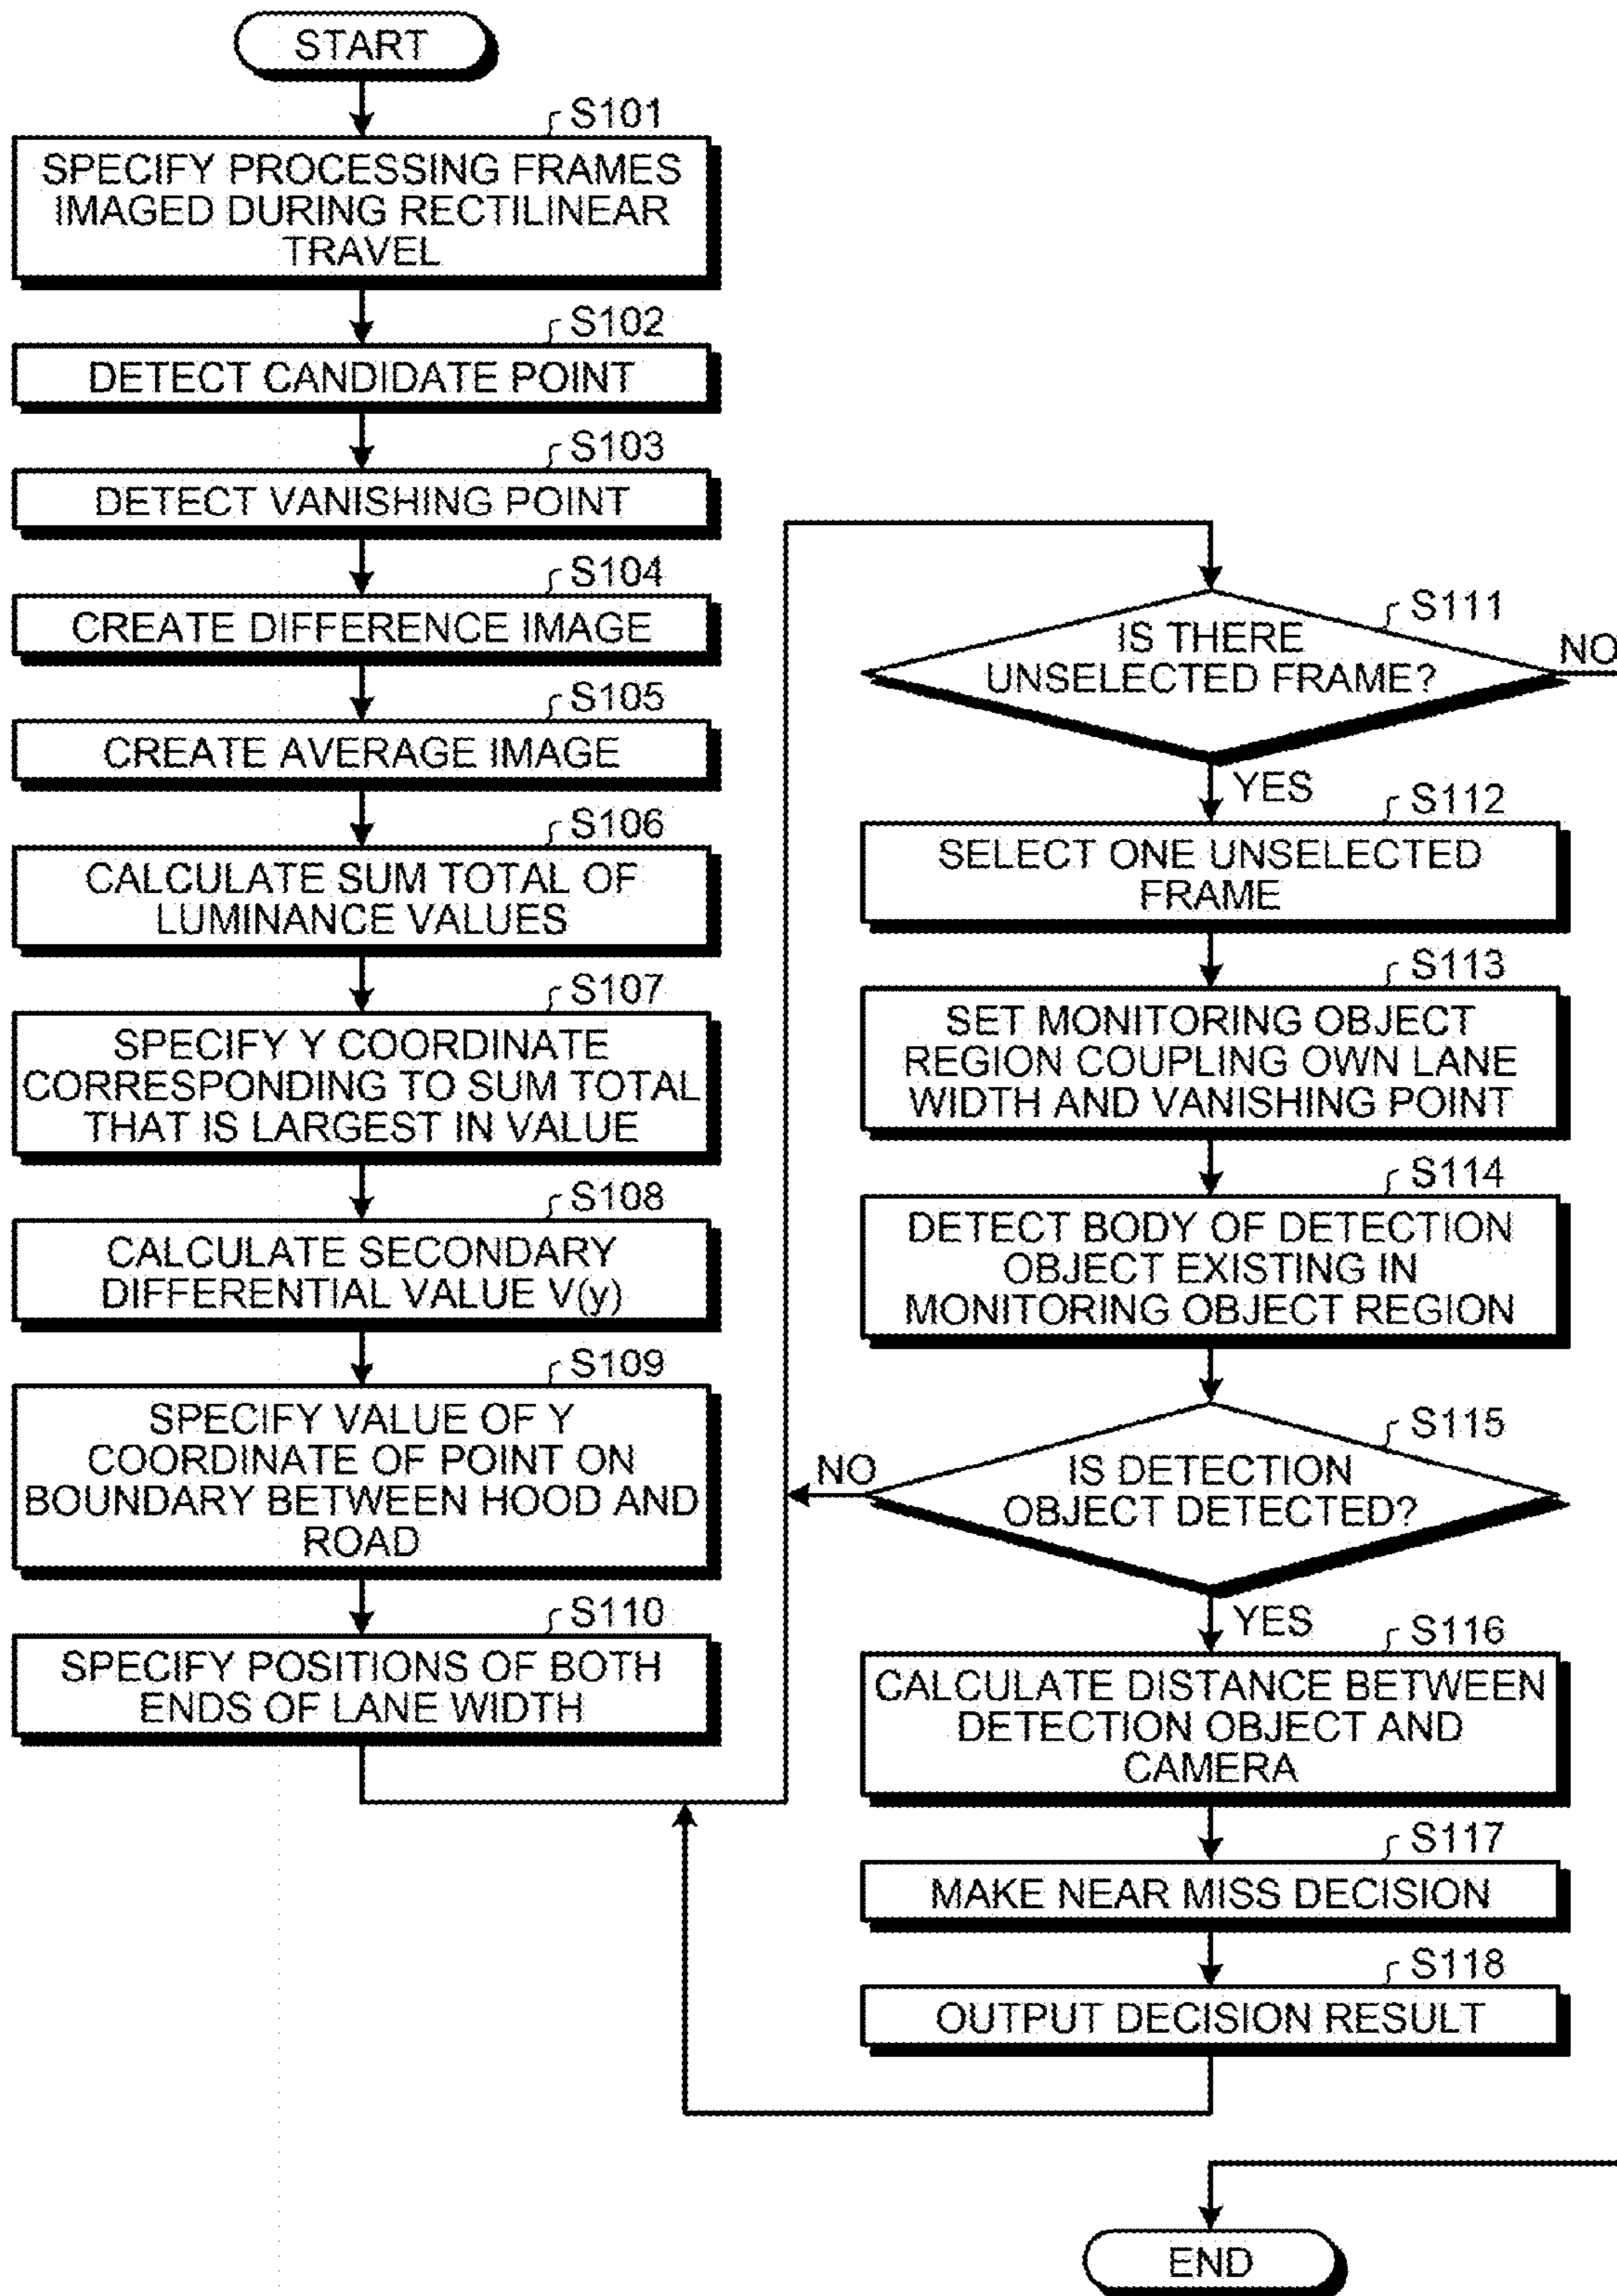 START
S101
SPECIFY PROCESSING FRAMES
IMAGED DURING RECTILINEAR
TRAVEL
S102
DETECT CANDIDATE POINT
S103
DETECT VANISHING POINT
S104
CREATE DIFFERENCE IMAGE
S105
CREATE AVERAGE IMAGE
S106
CALCULATE SUM TOTAL OF
LUMINANCE VALUES
S107
SPECIFY Y COORDINATE
CORRESPONDING TO SUM TOTAL
THAT IS LARGEST IN VALUE
S108
CALCULATE SECONDARY
DIFFERENTIAL VALUE V(y)
S109
SPECIFY VALUE OF Y
COORDINATE OF POINT ON
BOUNDARY BETWEEN HOOD AND
ROAD
S110
SPECIFY POSITIONS OF BOTH
ENDS OF LANE WIDTH
S111
IS THERE
UNSELECTED FRAME?
NO
YES
S112
SELECT ONE UNSELECTED
FRAME
S113
SET MONITORING OBJECT
REGION COUPLING OWN LANE
WIDTH AND VANISHING POINT
S114
DETECT BODY OF DETECTION
OBJECT EXISTING IN
MONITORING OBJECT REGION
S115
NO
IS DETECTION
OBJECT DETECTED?
YES
S116
CALCULATE DISTANCE BETWEEN
DETECTION OBJECT AND
CAMERA
S117
MAKE NEAR MISS DECISION
S118
OUTPUT DECISION RESULT
END